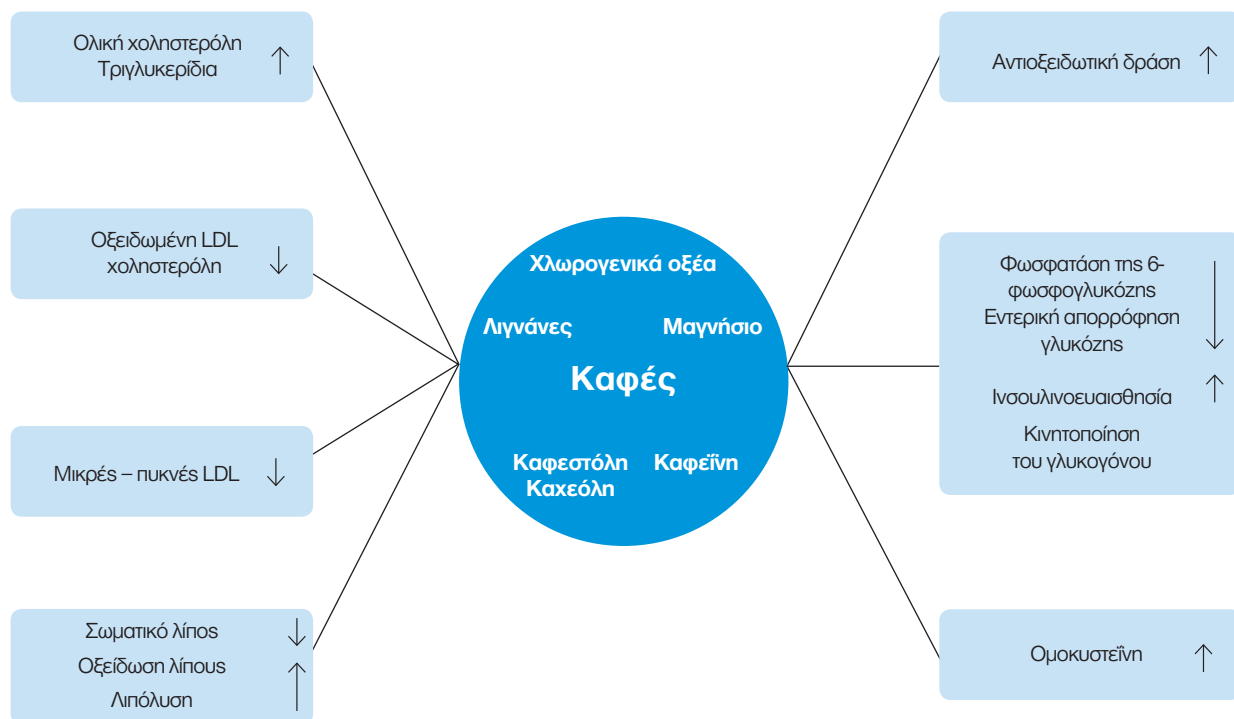 Ολική χοληστερόλη
Τριγλυκερίδια ↑
Οξειδωμένη LDL
χοληστερόλη ↓
Μικρές – πυκνές LDL ↓
Σωματικό λίπος ↓
Οξείδωση λίπους ↑
Λιπόλυση
Χλωρογενικά οξέα
Λιγνάνες Μαγνήσιο
Καφές
Καφεστόλη Καφεΐνη
Καχεόλη
Αντιοξειδωτική δράση ↑
Φωσφατάση της 6-
φωσφογλυκόζης
Εντερική απορρόφηση
γλυκόζης ↓
Ινσουλινοευαισθησία ↑
Κινητοποίηση
του γλυκογόνου
Ομοκυστεΐνη ↑